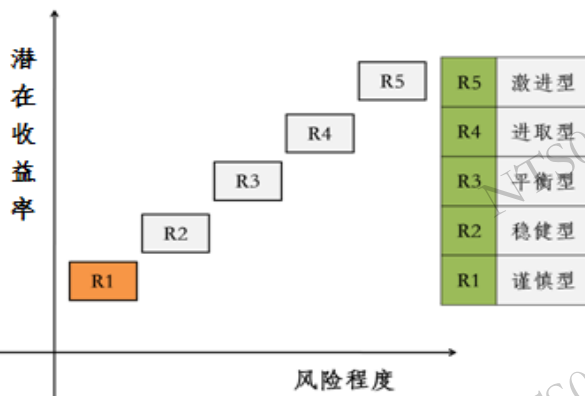 潜在收益率
R5
R4
R3
R2
R1
风险程度
R5 激进型
R4 进取型
R3 平衡型
R2 稳健型
R1 谨慎型